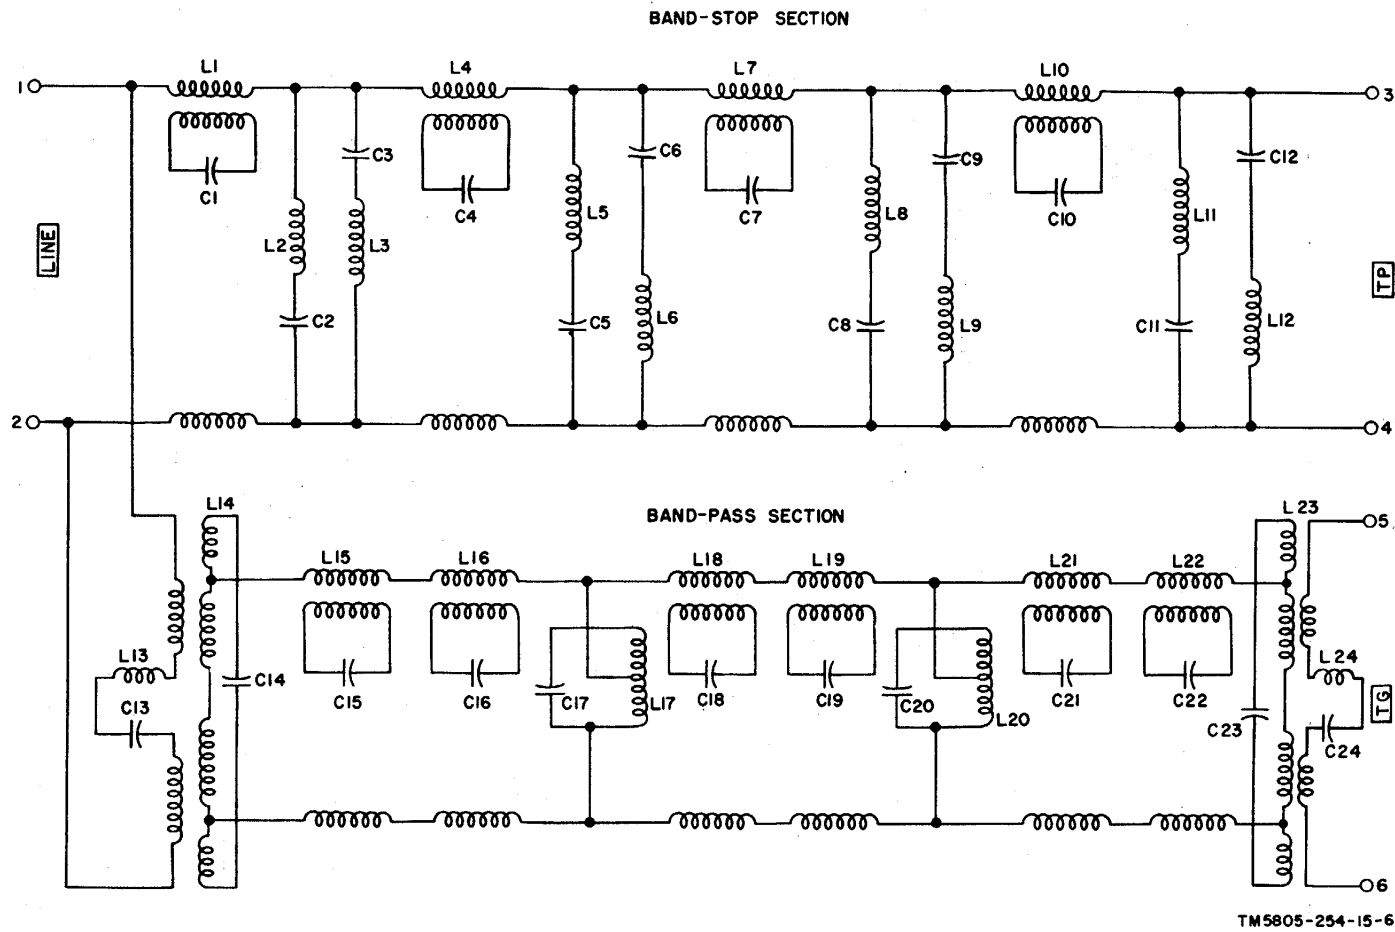 BAND-STOP SECTION
L1
L4
L7
L10
1
3
C3
C6
C9
C12
C1
C4
C7
C10
LINE
L2
L3
L5
L8
L11
TP
C2
C5
L6
C8
L9
C11
L12
2
4
BAND-PASS SECTION
L14
L23
5
L15
L16
L18
L19
L21
L22
L13
C14
C15
C16
C17
L17
C18
C19
C20
L20
C21
C22
C23
L24
C13
C24
TG
6
TM5805-254-15-6